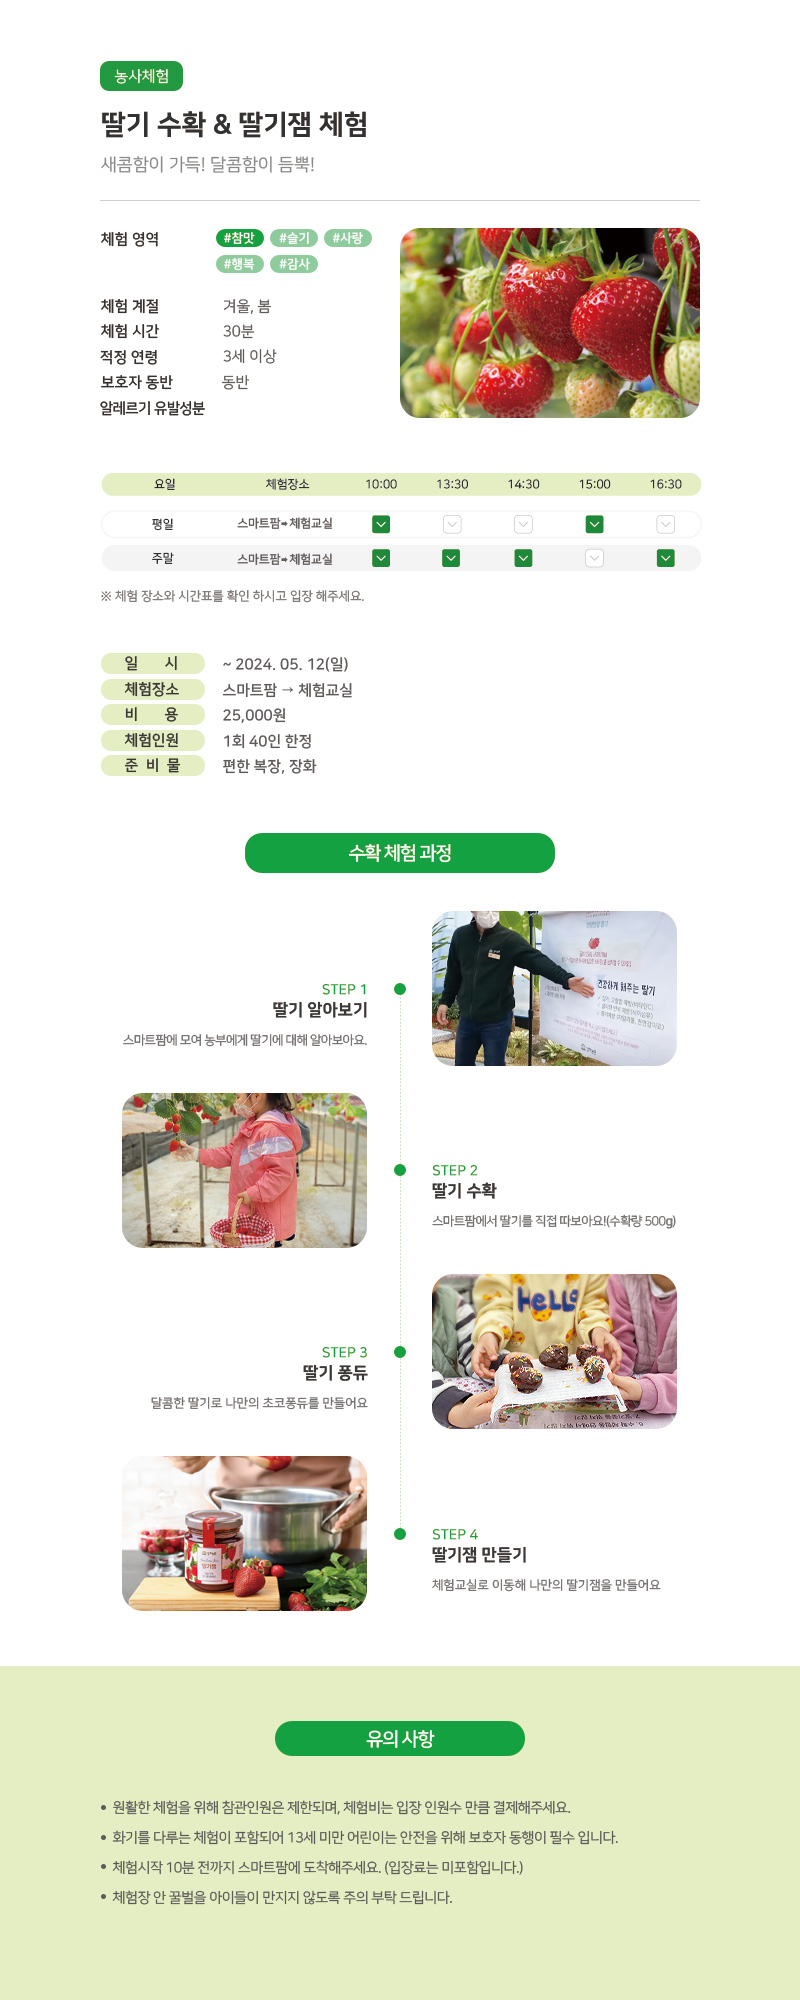 농사체험
딸기 수확 & 딸기잼 체험
새콤함이 가득! 달콤함이 듬뿍!
체험 영역 #참맛 #슬기 #사랑
#행복 #감사
체험 계절 겨울, 봄
체험 시간 30분
적정 연령 3세 이상
보호자 동반 동반
알레르기 유발성분
요일 체험장소 10:00 13:30 14:30 15:00 16:30
평일 스마트팜➡체험교실
주말 스마트팜➡체험교실
※ 체험 장소와 시간표를 확인 하시고 입장 해주세요.
일 시 ~ 2024. 05. 12(일)
체험장소 스마트팜 → 체험교실
비 용 25,000원
체험인원 1회 40인 한정
준 비 물 편한 복장, 장화
수확 체험 과정
건강하게 해주는 딸기
STEP 1
딸기 알아보기
스마트팜에 모여 농부에게 딸기에 대해 알아보아요.
STEP 2
딸기 수확
스마트팜에서 딸기를 직접 따보아요!(수확량 500g)
HELLO
STEP 3
딸기 퐁듀
달콤한 딸기로 나만의 초코퐁듀를 만들어요
딸기잼
STEP 4
딸기잼 만들기
체험교실로 이동해 나만의 딸기잼을 만들어요
유의 사항
• 원활한 체험을 위해 참관인원은 제한되며, 체험비는 입장 인원수 만큼 결제해주세요.
• 화기를 다루는 체험이 포함되어 13세 미만 어린이는 안전을 위해 보호자 동행이 필수 입니다.
• 체험시작 10분 전까지 스마트팜에 도착해주세요. (입장료는 미포함입니다.)
• 체험장 안 꿀벌을 아이들이 만지지 않도록 주의 부탁 드립니다.